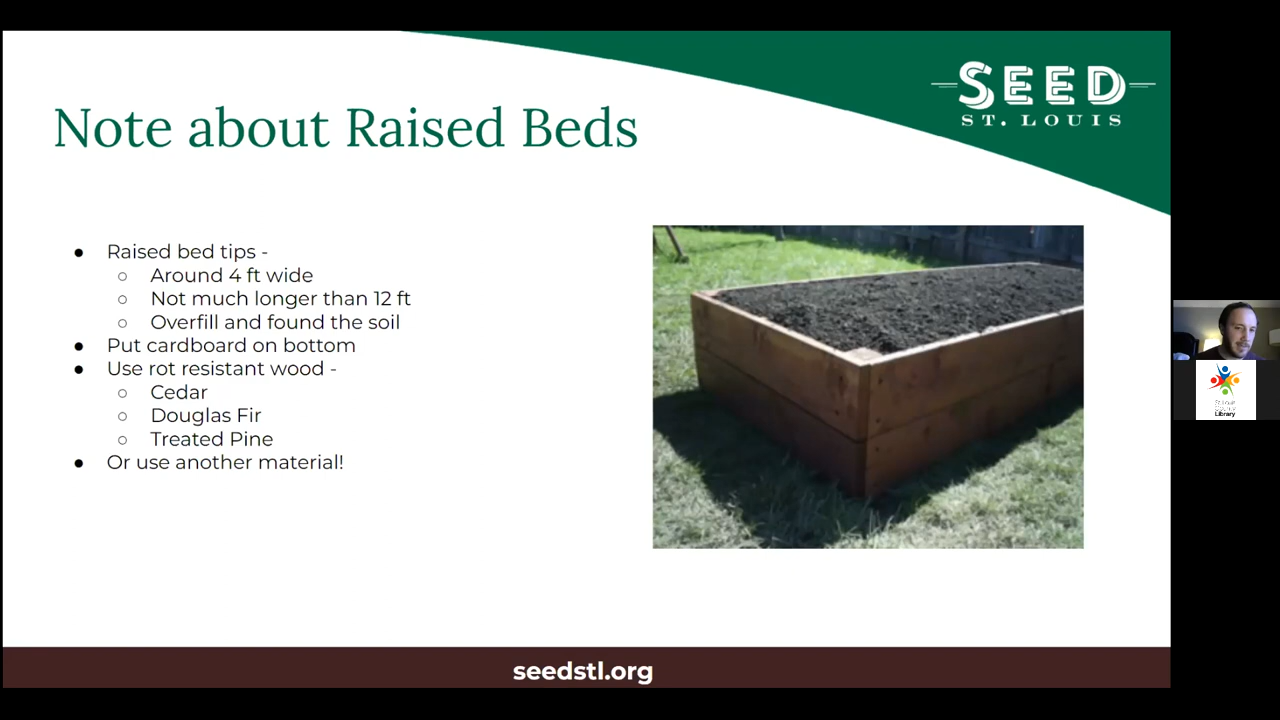 SEED
ST. LOUIS
Note about Raised Beds
● Raised bed tips -
○ Around 4 ft wide
○ Not much longer than 12 ft
○ Overfill and found the soil
● Put cardboard on bottom
● Use rot resistant wood -
○ Cedar
○ Douglas Fir
○ Treated Pine
● Or use another material!
Library
seedstl.org